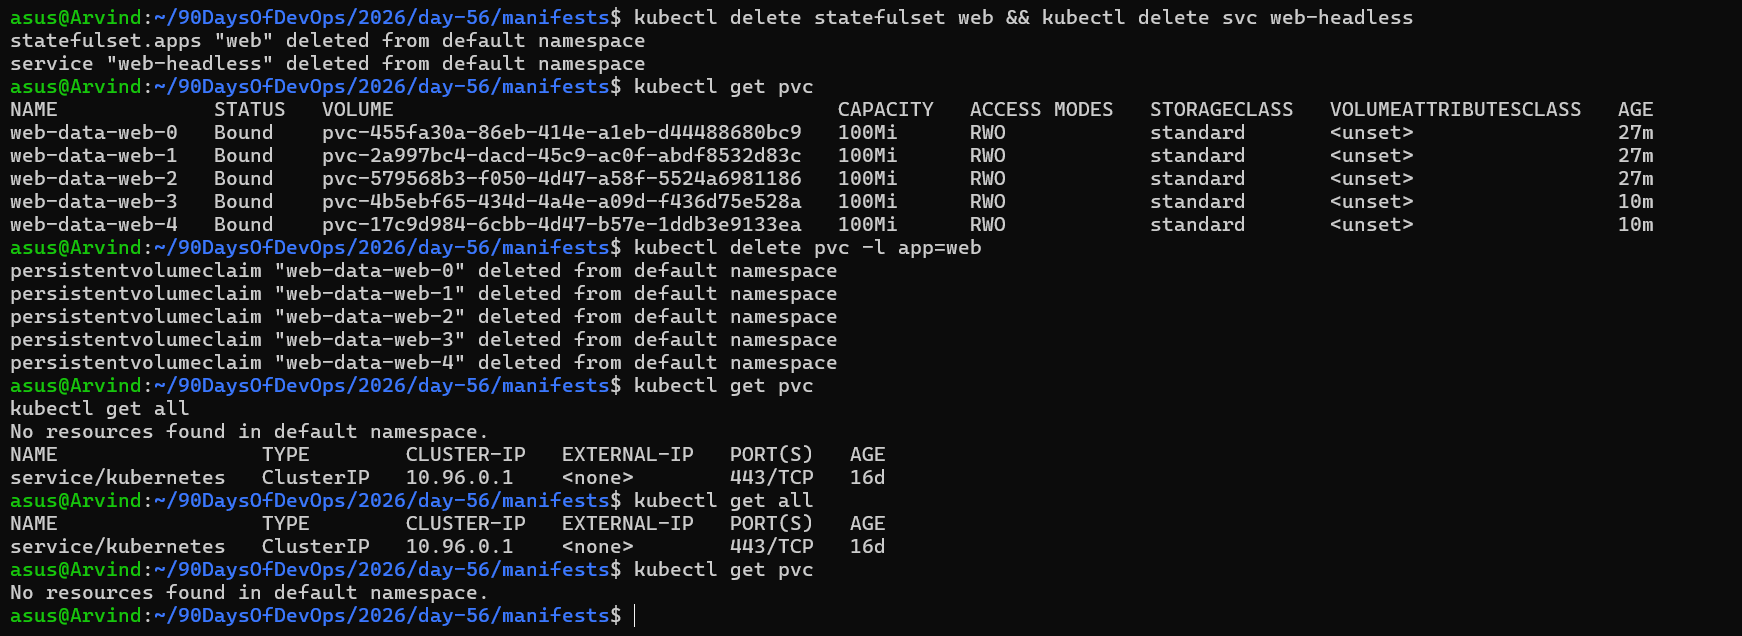 asus@Arvind:~/90DaysOfDevOps/2026/day-56/manifests$ kubectl delete statefulset web && kubectl delete svc web-headless
statefulset.apps "web" deleted from default namespace
service "web-headless" deleted from default namespace
asus@Arvind:~/90DaysOfDevOps/2026/day-56/manifests$ kubectl get pvc
NAME             STATUS   VOLUME                                     CAPACITY   ACCESS MODES   STORAGECLASS   VOLUMEATTRIBUTESCLASS   AGE
web-data-web-0   Bound    pvc-455fa30a-86eb-414e-a1eb-d44488680bc9   100Mi      RWO            standard       <unset>                 27m
web-data-web-1   Bound    pvc-2a997bc4-dacd-45c9-ac0f-abdf8532d83c   100Mi      RWO            standard       <unset>                 27m
web-data-web-2   Bound    pvc-579568b3-f050-4d47-a58f-5524a6981186   100Mi      RWO            standard       <unset>                 27m
web-data-web-3   Bound    pvc-4b5ebf65-434d-4a4e-a09d-f436d75e528a   100Mi      RWO            standard       <unset>                 10m
web-data-web-4   Bound    pvc-17c9d984-6cbb-4d47-b57e-1ddb3e9133ea   100Mi      RWO            standard       <unset>                 10m
asus@Arvind:~/90DaysOfDevOps/2026/day-56/manifests$ kubectl delete pvc -l app=web
persistentvolumeclaim "web-data-web-0" deleted from default namespace
persistentvolumeclaim "web-data-web-1" deleted from default namespace
persistentvolumeclaim "web-data-web-2" deleted from default namespace
persistentvolumeclaim "web-data-web-3" deleted from default namespace
persistentvolumeclaim "web-data-web-4" deleted from default namespace
asus@Arvind:~/90DaysOfDevOps/2026/day-56/manifests$ kubectl get pvc
kubectl get all
No resources found in default namespace.
NAME                 TYPE        CLUSTER-IP   EXTERNAL-IP   PORT(S)   AGE
service/kubernetes   ClusterIP   10.96.0.1    <none>        443/TCP   16d
asus@Arvind:~/90DaysOfDevOps/2026/day-56/manifests$ kubectl get all
NAME                 TYPE        CLUSTER-IP   EXTERNAL-IP   PORT(S)   AGE
service/kubernetes   ClusterIP   10.96.0.1    <none>        443/TCP   16d
asus@Arvind:~/90DaysOfDevOps/2026/day-56/manifests$ kubectl get pvc
No resources found in default namespace.
asus@Arvind:~/90DaysOfDevOps/2026/day-56/manifests$